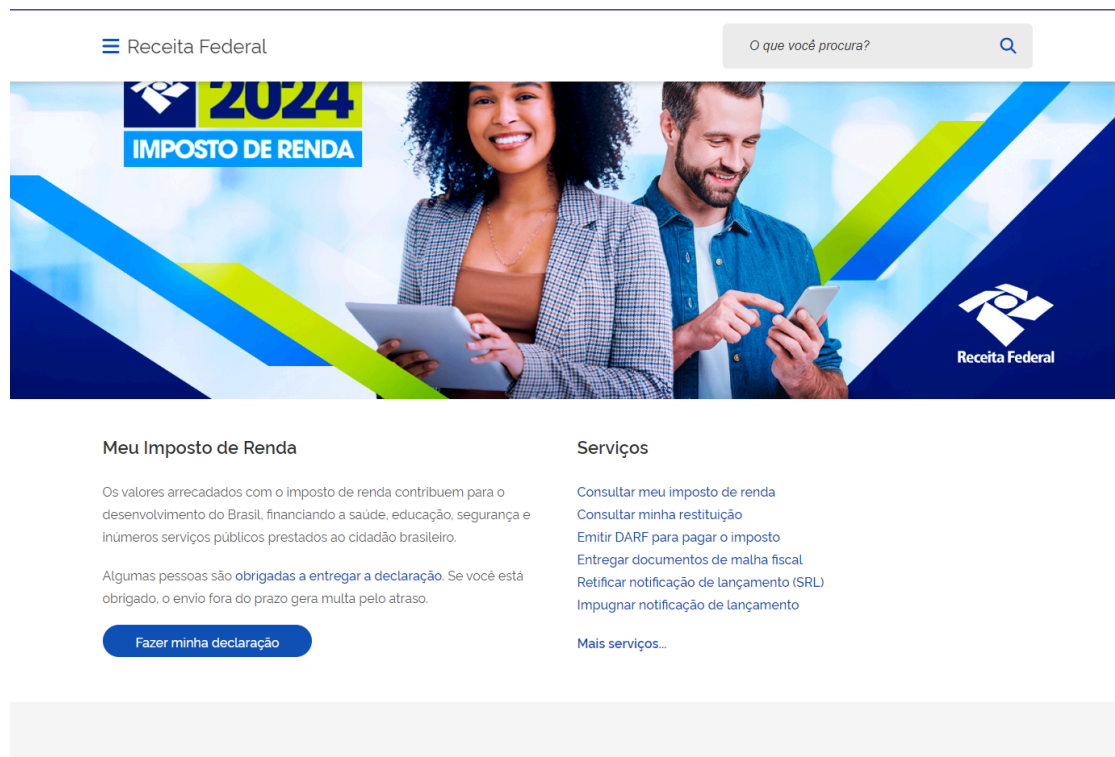 Receita Federal
O que você procura?
2024
IMPOSTO DE RENDA
Receita Federal
Meu Imposto de Renda
Os valores arrecadados com o imposto de renda contribuem para o
desenvolvimento do Brasil, financiando a saúde, educação, segurança e
inúmeros serviços públicos prestados ao cidadão brasileiro.
Algumas pessoas são obrigadas a entregar a declaração. Se você está
obrigado, o envio fora do prazo gera multa pelo atraso.
Fazer minha declaração
Serviços
Consultar meu imposto de renda
Consultar minha restituição
Emitir DARF para pagar o imposto
Entregar documentos de malha fiscal
Retificar notificação de lançamento (SRL)
Impugnar notificação de lançamento
Mais serviços...